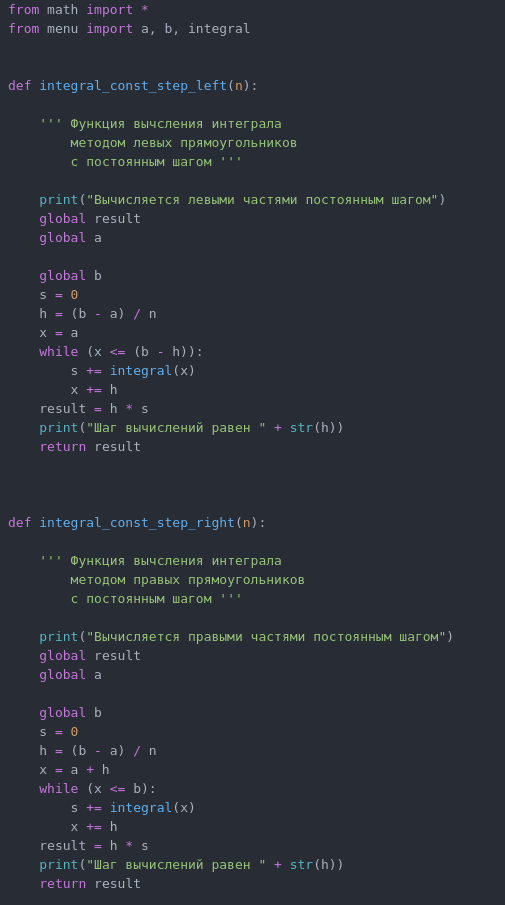 from math import *
from menu import a, b, integral
def integral_const_step_left(n):
''' Функция вычсления интеграла
методом левых прямоугольников
с постоянным шагом '''
print("Вычисляется левыми частями постоянным шагом")
global result
global a
global b
s = 0
h = (b - a) / n
x = a
while (x <= (b - h)):
s += integral(x)
x += h
result = h * s
print("Шаг вычислений равен " + str(h))
return result
def integral_const_step_right(n):
''' Функция вычсления интеграла
методом правых прямоугольников
с постоянным шагом '''
print("Вычисляется правыми частями постоянным шагом")
global result
global a
global b
s = 0
h = (b - a) / n
x = a + h
while (x <= b):
s += integral(x)
x += h
result = h * s
print("Шаг вычислений равен " + str(h))
return result